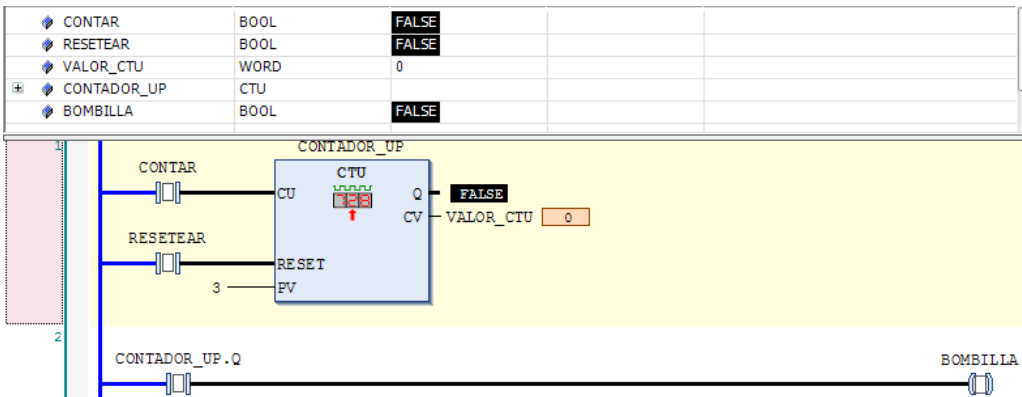 CONTAR BOOL FALSE
RESETEAR BOOL FALSE
VALOR_CTU WORD 0
CONTADOR_UP CTU
BOMBILLA BOOL FALSE
1
CONTADOR_UP
CONTAR
CTU
CU
Q FALSE
CV VALOR_CTU 0
RESETEAR
RESET
3 PV
2
CONTADOR_UP.Q BOMBILLA